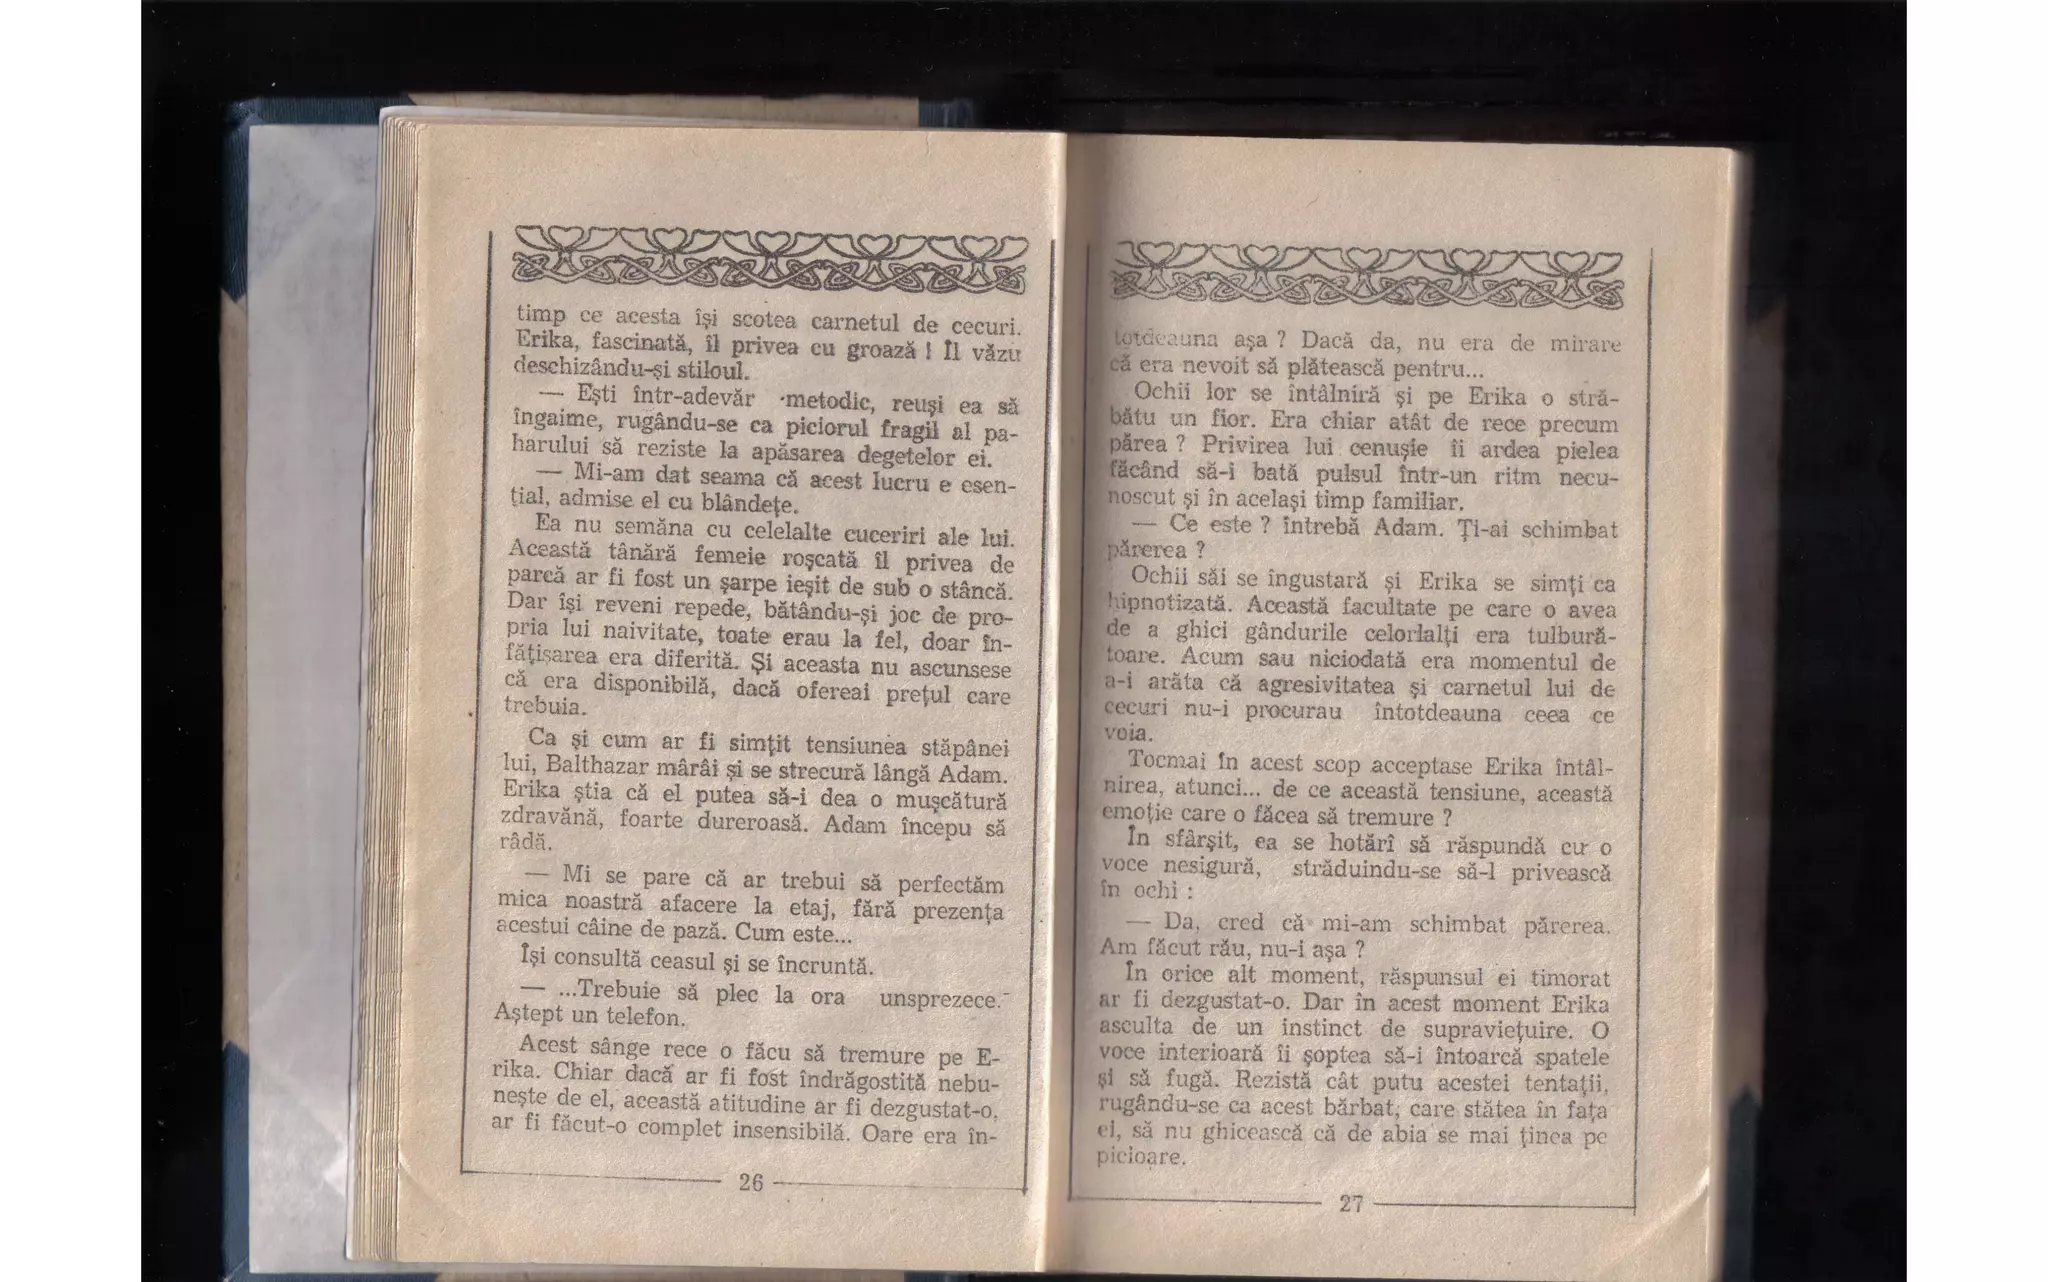 timp ce acesta își scotea carnetul de cecuri.
Erika, fascinată, îl privea cu groază ! Îl văzu
deschizându-și stiloul.
— Ești într-adevăr metodic, reuși ea să
îngaime, rugându-se ca piciorul fragil al pa-
harului să reziste la apăsarea degetelor ei.
— Mi-am dat seama că acest lucru e esen-
țial, admise el cu blândețe.
Ea nu semăna cu celelalte cuceriri ale lui.
Această tânără femeie roșcată îl privea de
parcă ar fi fost un șarpe ieșit de sub o stâncă.
Dar își reveni repede, bătându-și joc de pro-
pria lui naivitate, toate erau la fel, doar în-
fățișarea era diferită. Și aceasta nu ascunsese
că era disponibilă, dacă ofereai prețul care
trebuia.
Ca și cum ar fi simțit tensiunea stăpânei
lui, Balthazar mârâi și se strecură lângă Adam.
Erika știa că el putea să-i dea o mușcătură
zdravănă, foarte dureroasă. Adam începu să
râdă.
— Mi se pare că ar trebui să perfectăm
mica noastră afacere la etaj, fără prezența
acestui câine de pază. Cum este...
Își consultă ceasul și se încruntă.
— ...Trebuie să plec la ora unsprezece.
Aștept un telefon.
Acest sânge rece o făcu să tremure pe E-
rika. Chiar dacă ar fi fost îndrăgostită nebu-
nește de el, această atitudine ar fi dezgustat-o,
ar fi făcut-o complet insensibilă. Oare era în-
26
totdeauna așa ? Dacă da, nu era de mirare
că era nevoit să plătească pentru...
Ochii lor se întâlniră și pe Erika o stră-
bătu un fior. Era chiar atât de rece precum
părea ? Privirea lui cenușie îi ardea pielea
făcând să-i bată pulsul într-un ritm necu-
noscut și în același timp familiar.
— Ce este ? întrebă Adam. Ți-ai schimbat
părerea ?
Ochii săi se îngustară și Erika se simți ca
hipnotizată. Această facultate pe care o avea
de a ghici gândurile celorlalți era tulbură-
toare. Acum sau niciodată era momentul de
a-i arăta că agresivitatea și carnetul lui de
cecuri nu-i procurau întotdeauna ceea ce
voia.
Tocmai în acest scop acceptase Erika întâl-
nirea, atunci... de ce această tensiune, această
emoție care o făcea să tremure ?
În sfârșit, ea se hotărî să răspundă cu o
voce nesigură, străduindu-se să-l privească
în ochi :
— Da, cred că mi-am schimbat părerea.
Am făcut rău, nu-i așa ?
În orice alt moment, răspunsul ei timorat
ar fi dezgustat-o. Dar în acest moment Erika
asculta de un instinct de supraviețuire. O
voce interioară îi șoptea să-i întoarcă spatele
și să fugă. Rezistă cât putu acestei tentații,
rugându-se ca acest bărbat, care stătea în fața
ei, să nu ghicească că de abia se mai ținea pe
picioare.
27